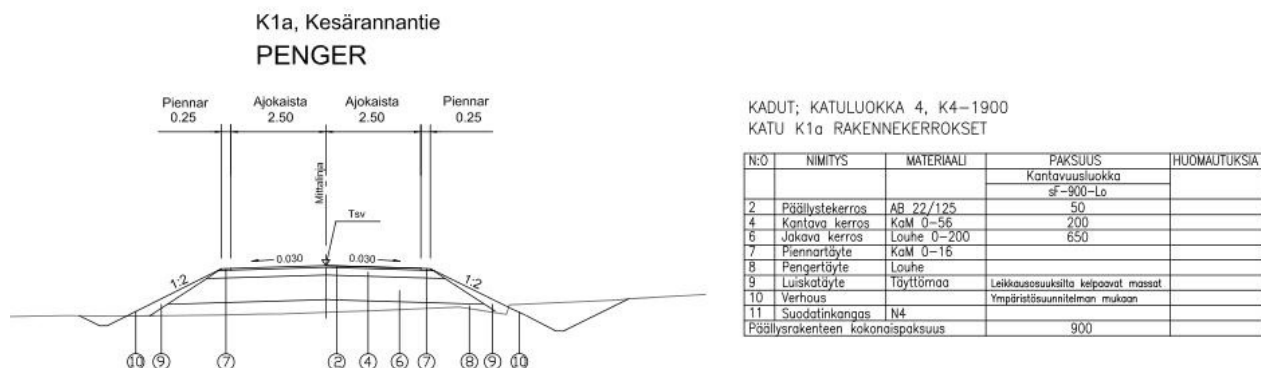 K1a, Kesärannantie
PENGER
Piennar Ajokaista Ajokaista Piennar
0.25 2.50 2.50 0.25
Mittalinja
Tsv
0.030 0.030
1:2 1:2
10 9 7 2 4 6 7 8 9 10
KADUT; KATULUOKKA 4, K4-1900
KATU K1a RAKENNEKERROKSET
N:O NIMITYS MATERIAALI PAKSUUS HUOMAUTUKSIA
Kantavuusluokka
sF-900-Lo
2 Päällystekerros AB 22/125 50
4 Kantava kerros KaM 0-56 200
6 Jakava kerros Louhe 0-200 650
7 Piennartäyte KaM 0-16
8 Pengertäyte Louhe
9 Luiskatäyte Täyttömaa Leikkausosuuksilta kelpaavat massat
10 Verhous Ympäristösuunnitelman mukaan
11 Suodatinkangas N4
Päällysrakenteen kokonaispaksuus 900